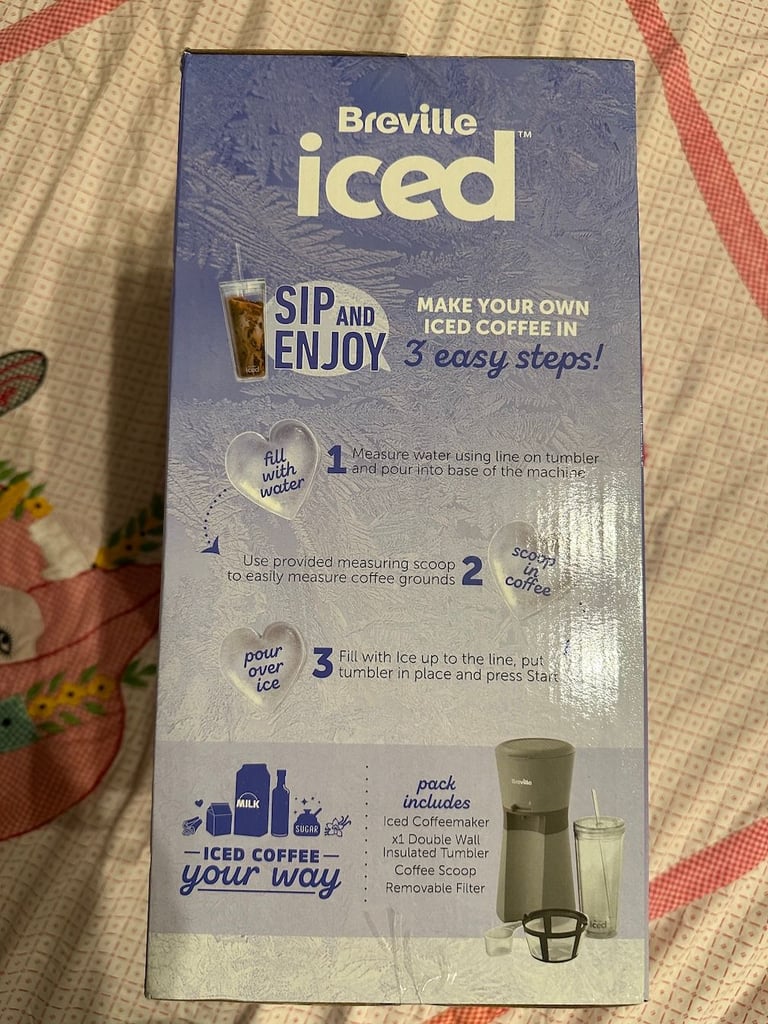 Breville
iced™
SIP AND
ENJOY
MAKE YOUR OWN
ICED COFFEE IN
3 easy steps!
iced
fill
with
water
1
Measure water using line on tumbler
and pour into base of the machine
Use provided measuring scoop
to easily measure coffee grounds
2
scoop
in
coffee
pour
over
ice
3
Fill with Ice up to the line, put
tumbler in place and press Start
MILK
SUGAR
ICED COFFEE
your way
pack
includes
Iced Coffeemaker
x1 Double Wall
Insulated Tumbler
Coffee Scoop
Removable Filter
Breville
iced